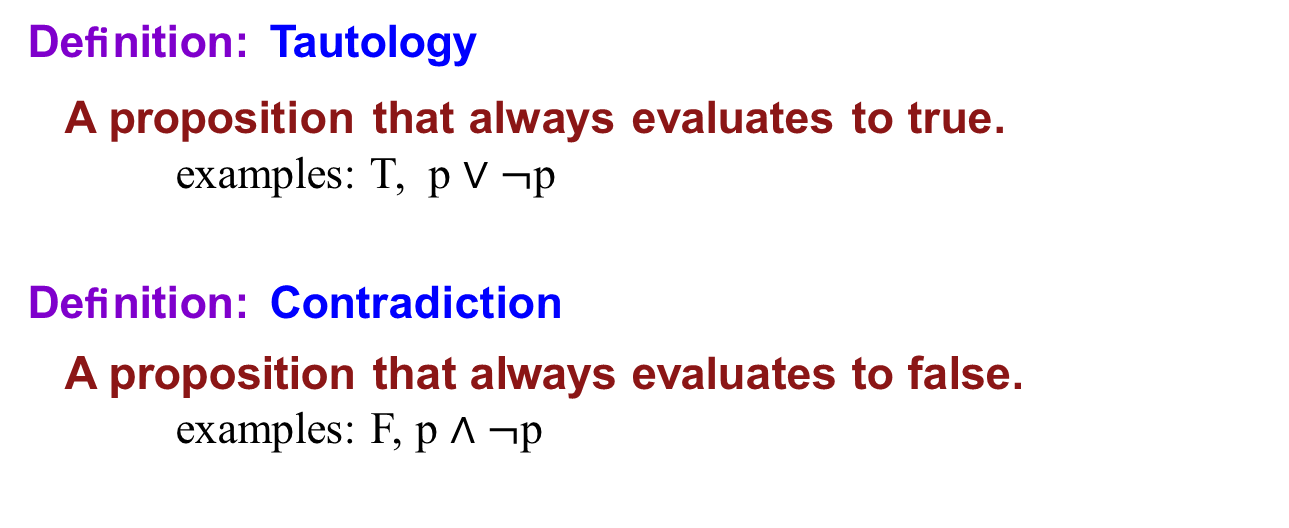 Definition: Tautology
A proposition that always evaluates to true.
examples: T, p ∨ ¬p
Definition: Contradiction
A proposition that always evaluates to false.
examples: F, p ∧ ¬p